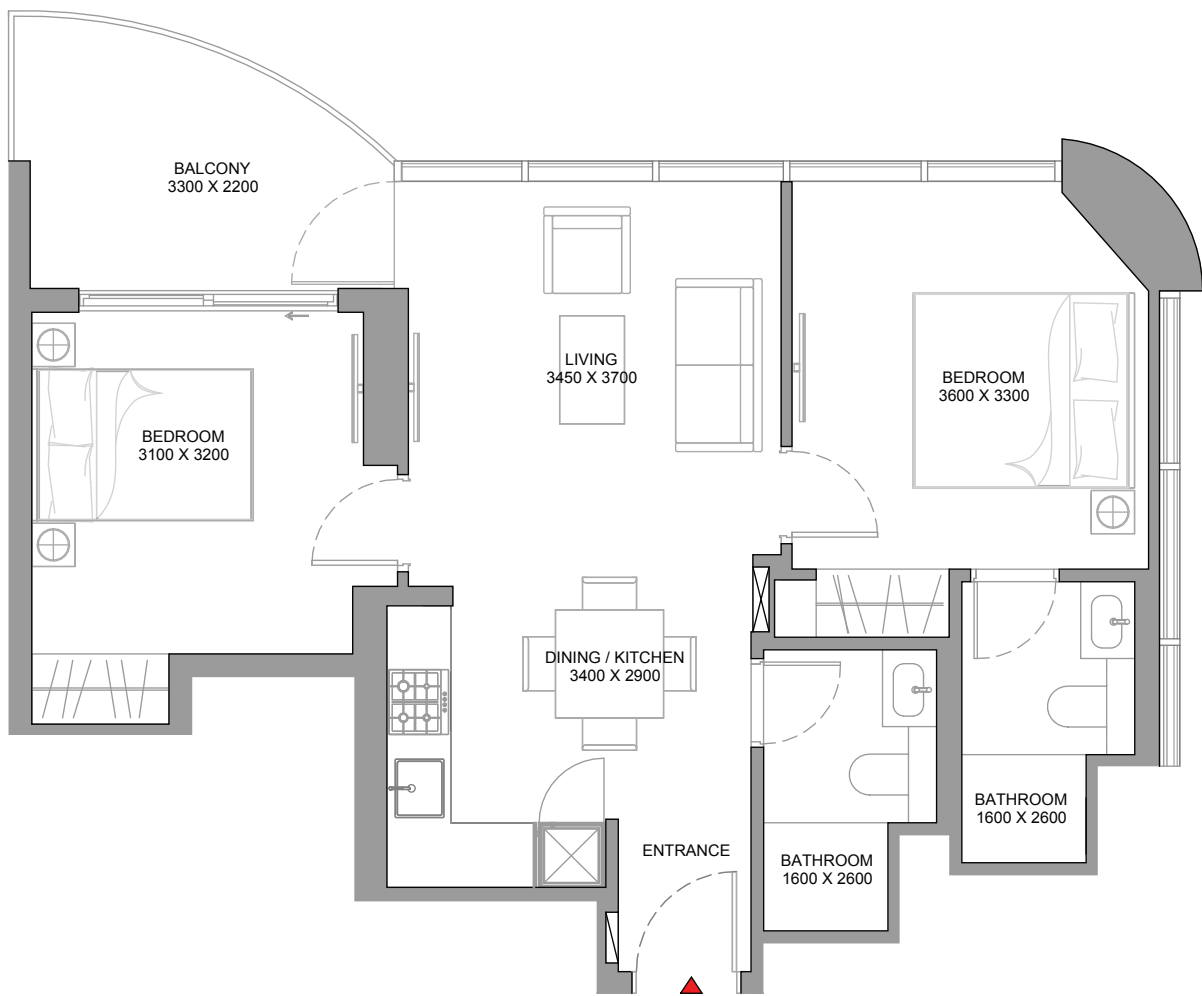 BALCONY
3300 X 2200
LIVING
3450 X 3700
BEDROOM
3600 X 3300
BEDROOM
3100 X 3200
DINING / KITCHEN
3400 X 2900
BATHROOM
1600 X 2600
ENTRANCE
BATHROOM
1600 X 2600